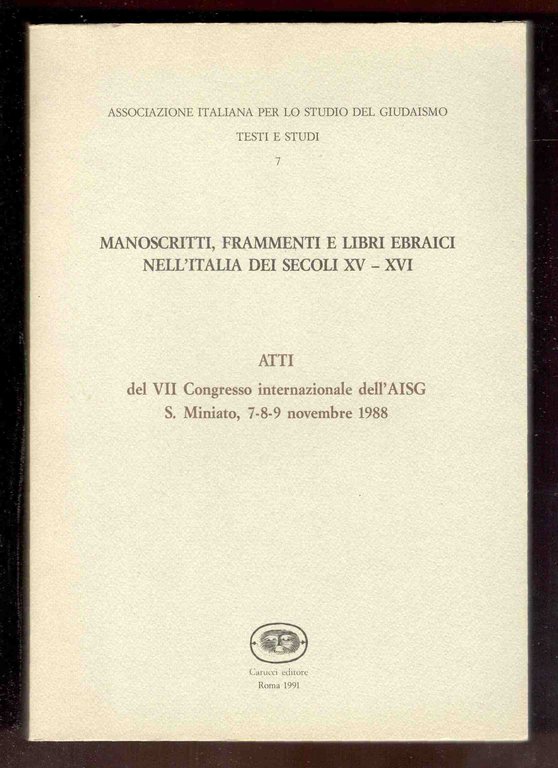 ASSOCIAZIONE ITALIANA PER LO STUDIO DEL GIUDAISMO
TESTI E STUDI
7
MANOSCRITTI, FRAMMENTI E LIBRI EBRAICI
NELL'ITALIA DEI SECOLI XV – XVI
ATTI
del VII Congresso internazionale dell'AISG
S. Miniato, 7-8-9 novembre 1988
Carucci editore
Roma 1991